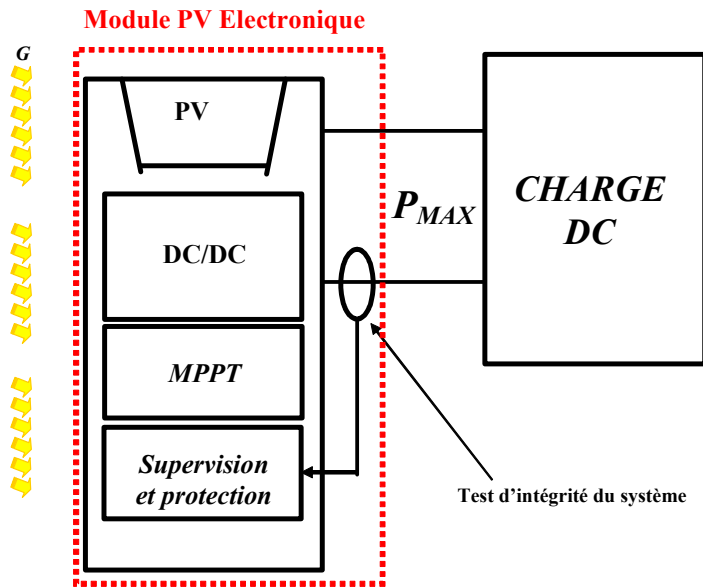 Module PV Electronique
G
PV
CHARGE
DC
P_MAX
DC/DC
MPPT
Supervision
et protection
Test d'intégrité du système